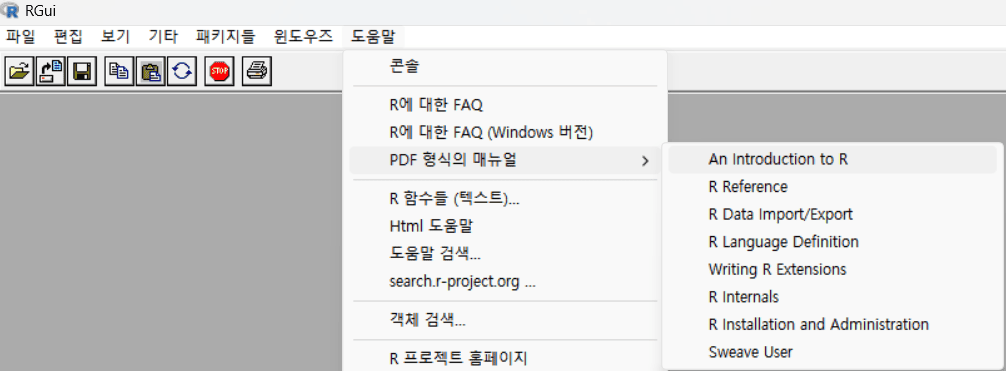 RGui
파일 편집 보기 기타 패키지들 윈도우즈 도움말
STOP
콘솔
R에 대한 FAQ
R에 대한 FAQ (Windows 버전)
PDF 형식의 매뉴얼
R 함수들 (텍스트)...
Html 도움말
도움말 검색...
search.r-project.org ...
객체 검색...
R 프로젝트 홈페이지
An Introduction to R
R Reference
R Data Import/Export
R Language Definition
Writing R Extensions
R Internals
R Installation and Administration
Sweave User